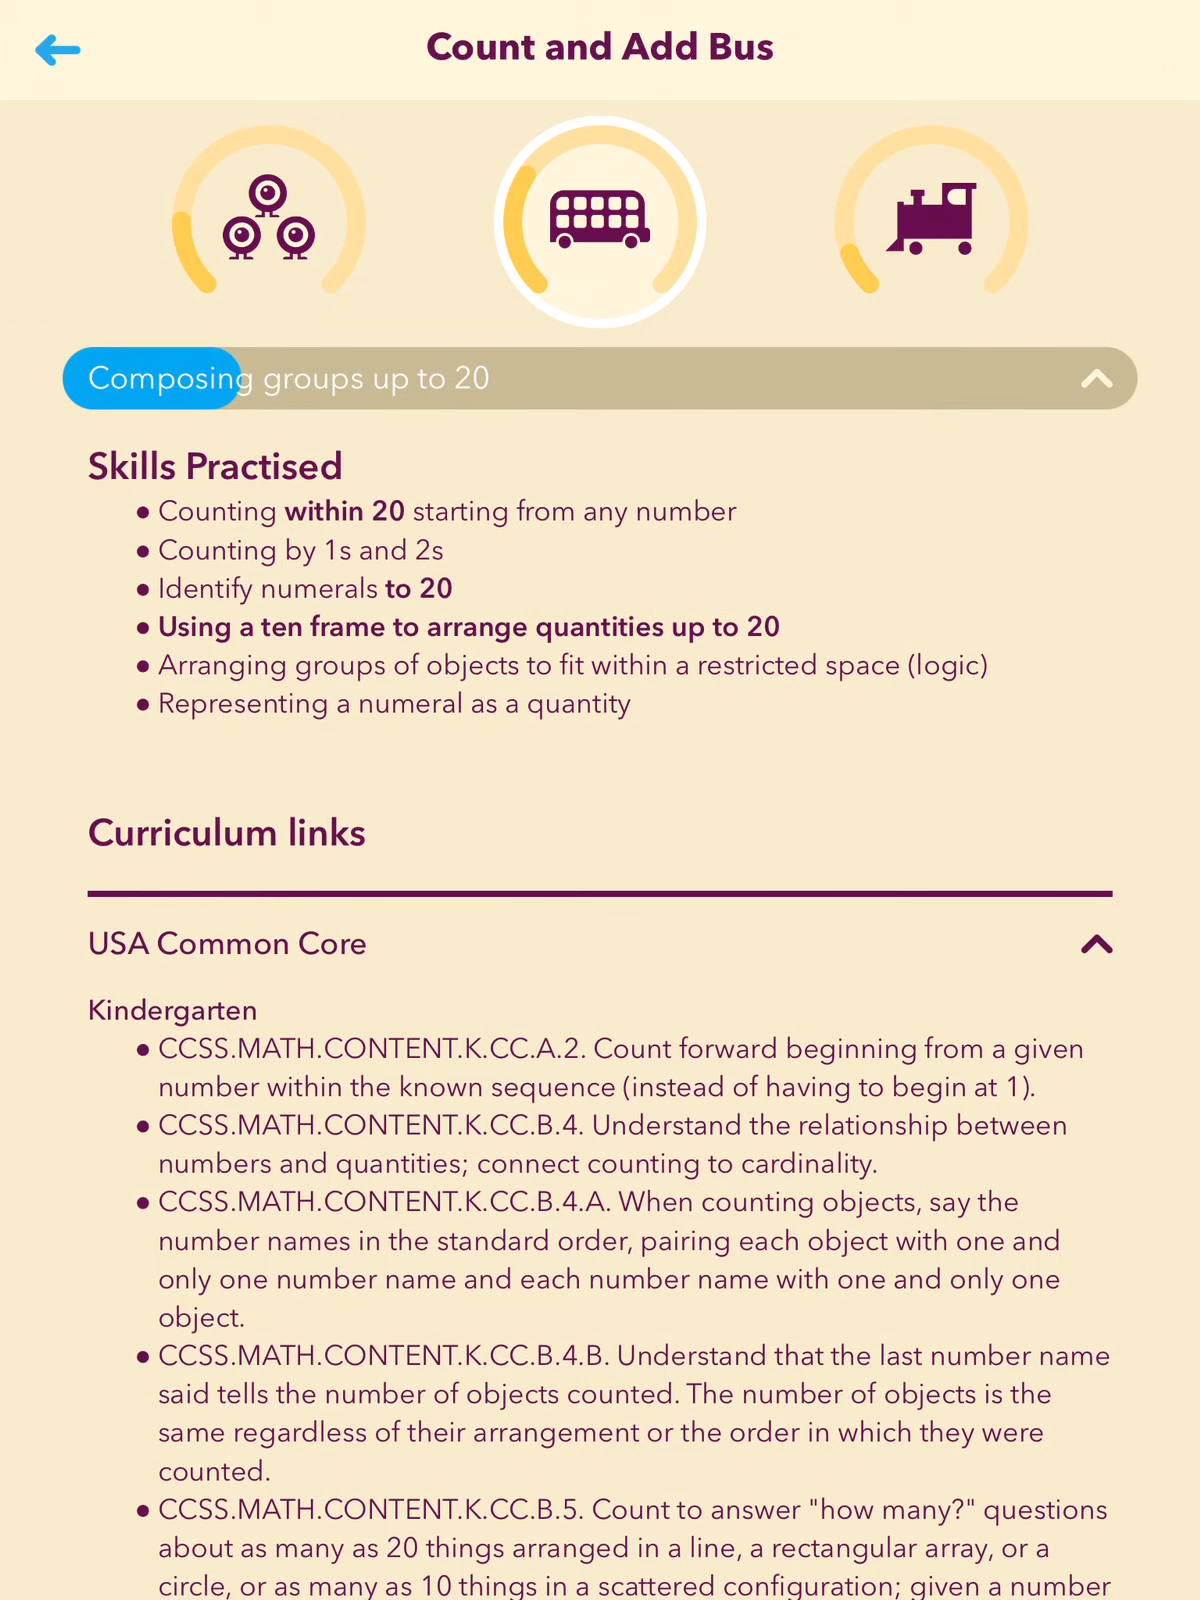 Count and Add Bus
Composing groups up to 20
Skills Practised
● Counting within 20 starting from any number
● Counting by 1s and 2s
● Identify numerals to 20
● Using a ten frame to arrange quantities up to 20
● Arranging groups of objects to fit within a restricted space (logic)
● Representing a numeral as a quantity
Curriculum links
USA Common Core
Kindergarten
● CCSS.MATH.CONTENT.K.CC.A.2. Count forward beginning from a given
number within the known sequence (instead of having to begin at 1).
● CCSS.MATH.CONTENT.K.CC.B.4. Understand the relationship between
numbers and quantities; connect counting to cardinality.
● CCSS.MATH.CONTENT.K.CC.B.4.A. When counting objects, say the
number names in the standard order, pairing each object with one and
only one number name and each number name with one and only one
object.
● CCSS.MATH.CONTENT.K.CC.B.4.B. Understand that the last number name
said tells the number of objects counted. The number of objects is the
same regardless of their arrangement or the order in which they were
counted.
● CCSS.MATH.CONTENT.K.CC.B.5. Count to answer "how many?" questions
about as many as 20 things arranged in a line, a rectangular array, or a
circle, or as many as 10 things in a scattered configuration; given a number